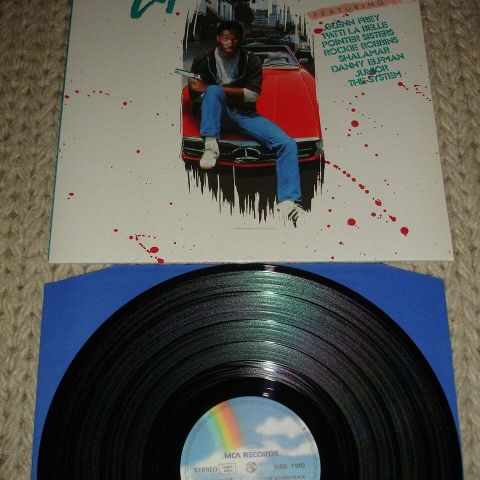 FEATURING
GLENN FREY
PATTI LA BELLE
POINTER SISTERS
ROCKIE ROBBINS
SHALAMAR
DANNY ELFMAN
JUNIOR
THE SYSTEM
MCA RECORDS
STEREO
SIDE TWO